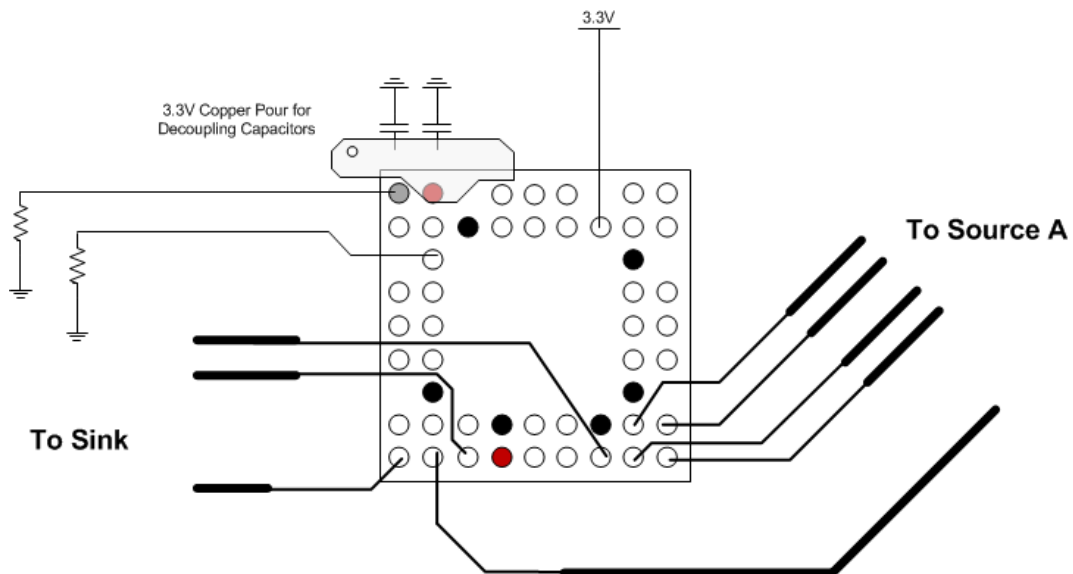 3.3V
3.3V Copper Pour for
Decoupling Capacitors
To Source A
To Sink